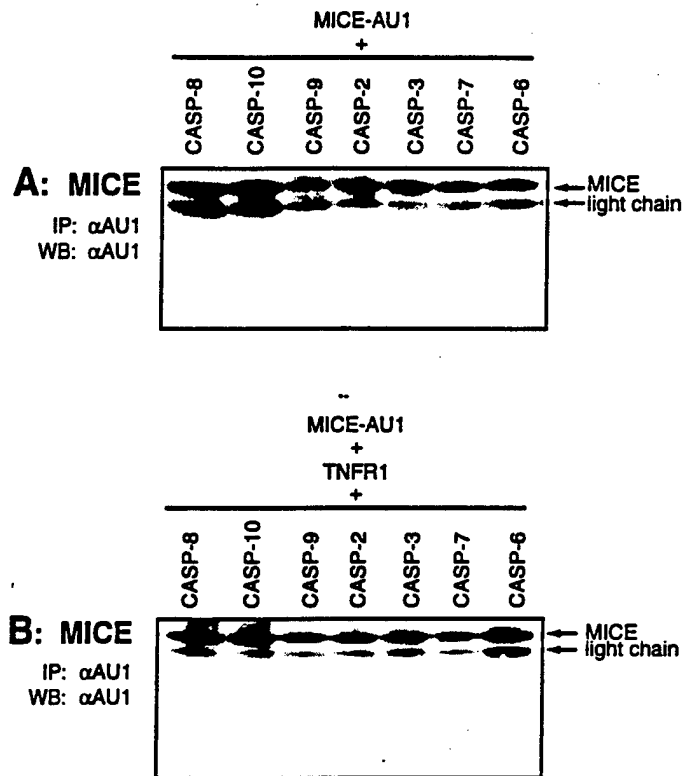 MICE-AU1
+
CASP-8 CASP-10 CASP-9 CASP-2 CASP-3 CASP-7 CASP-6
A: MICE
IP: αAU1
WB: αAU1
MICE
light chain
MICE-AU1
+
TNFR1
+
CASP-8 CASP-10 CASP-9 CASP-2 CASP-3 CASP-7 CASP-6
B: MICE
IP: αAU1
WB: αAU1
MICE
light chain